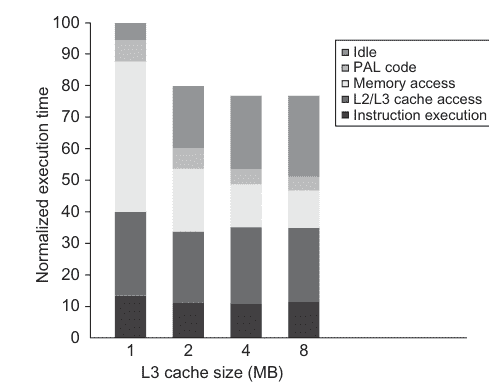 Normalized execution time
100
90
80
70
60
50
40
30
20
10
0
1 2 4 8
L3 cache size (MB)
Idle
PAL code
Memory access
L2/L3 cache access
Instruction execution